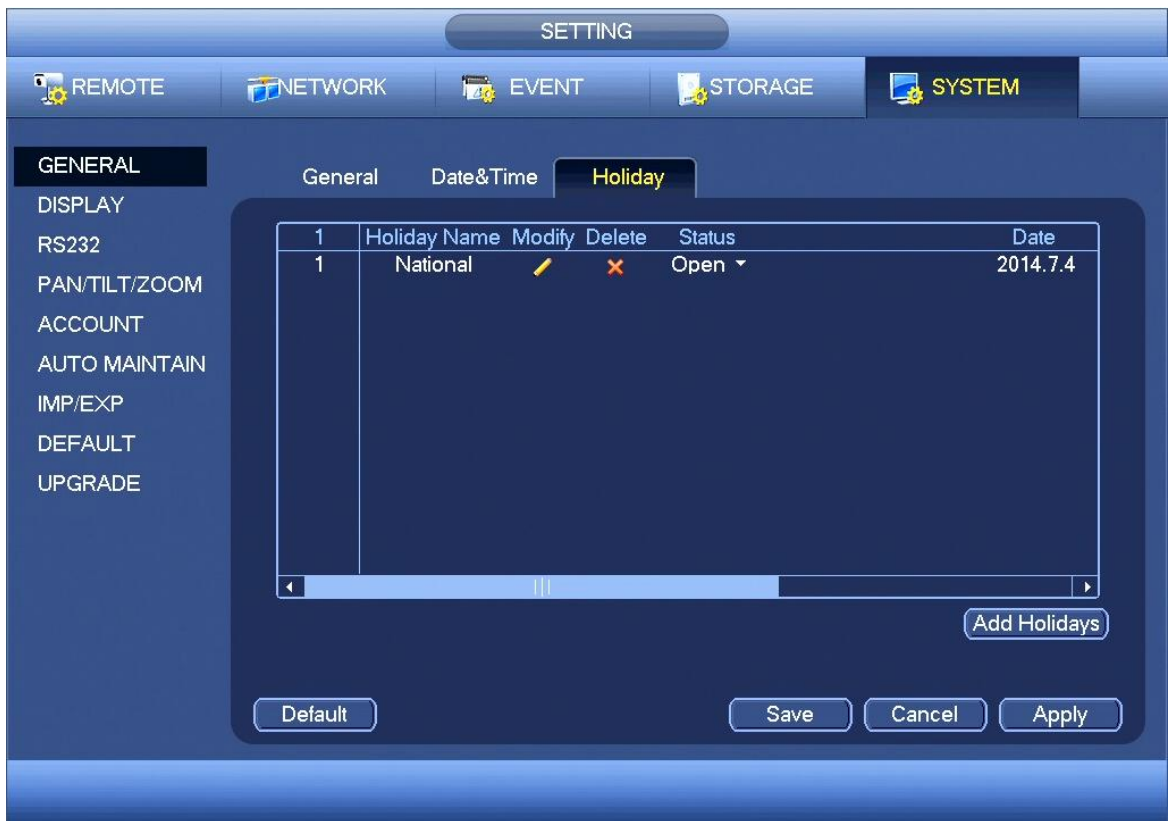 SETTING
REMOTE NETWORK EVENT STORAGE SYSTEM
GENERAL
DISPLAY
RS232
PAN/TILT/ZOOM
ACCOUNT
AUTO MAINTAIN
IMP/EXP
DEFAULT
UPGRADE
General Date&Time Holiday
1 Holiday Name Modify Delete Status Date
1 National Open 2014.7.4
Add Holidays
Default Save Cancel Apply